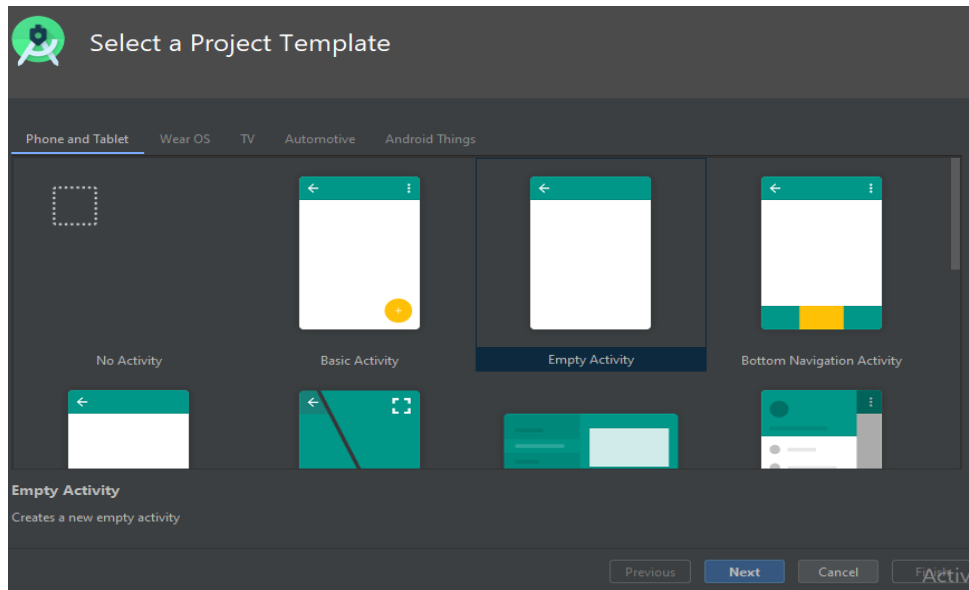 Select a Project Template
Phone and Tablet Wear OS TV Automotive Android Things
No Activity Basic Activity Empty Activity Bottom Navigation Activity
Empty Activity
Creates a new empty activity
Previous Next Cancel
Activ